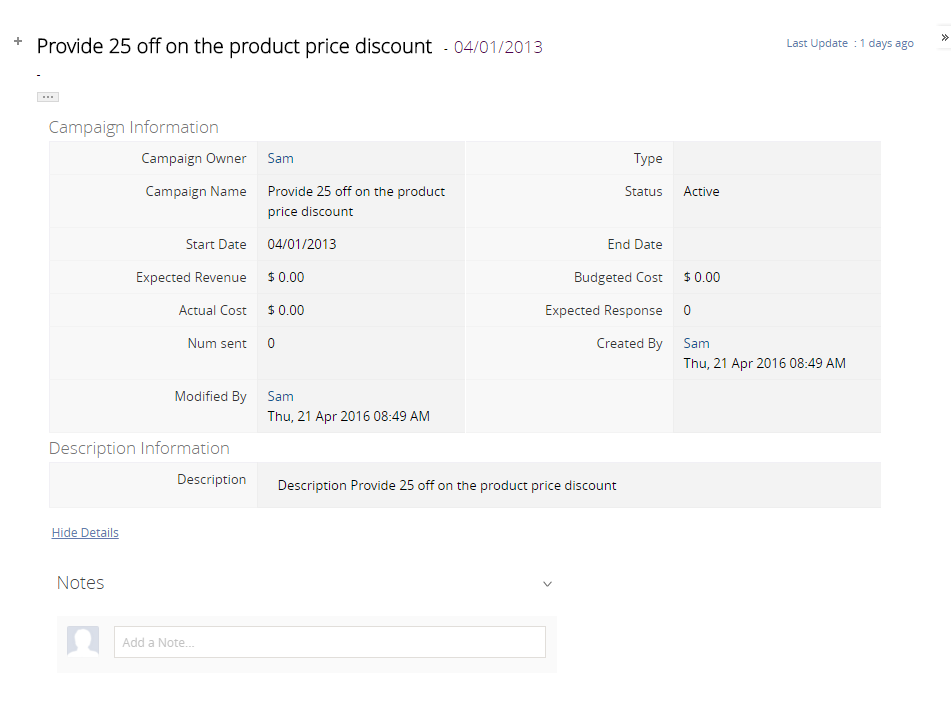 + Provide 25 off on the product price discount - 04/01/2013 Last Update : 1 days ago »
-
...
Campaign Information
Campaign Owner Sam Type
Campaign Name Provide 25 off on the product Status Active
price discount
Start Date 04/01/2013 End Date
Expected Revenue $ 0.00 Budgeted Cost $ 0.00
Actual Cost $ 0.00 Expected Response 0
Num sent 0 Created By Sam
Thu, 21 Apr 2016 08:49 AM
Modified By Sam
Thu, 21 Apr 2016 08:49 AM
Description Information
Description Description Provide 25 off on the product price discount
Hide Details
Notes
Add a Note...